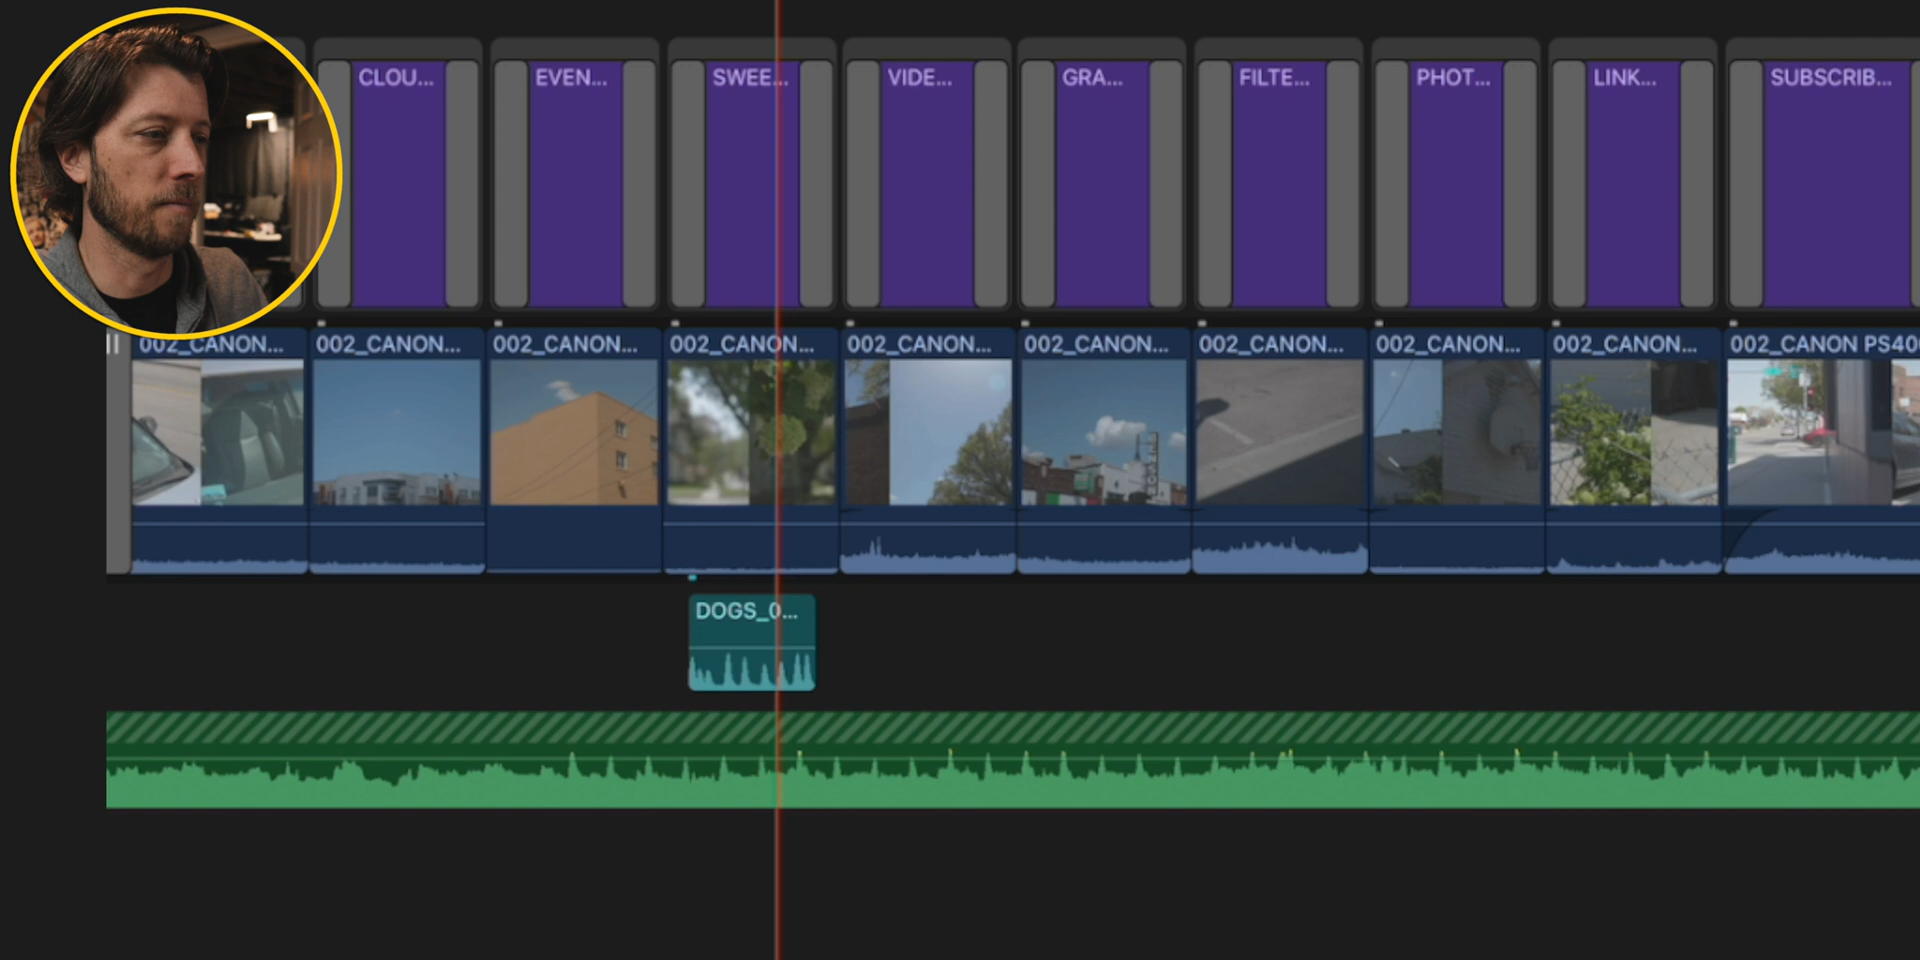 CLOU...
EVEN...
SWEE...
VIDE...
GRA...
FILTE...
PHOT...
LINK...
SUBSCRIB...
002_CANON...
002_CANON...
002_CANON...
002_CANON...
002_CANON...
002_CANON...
002_CANON...
002_CANON...
002_CANON...
002_CANON PS40
DOGS_0...